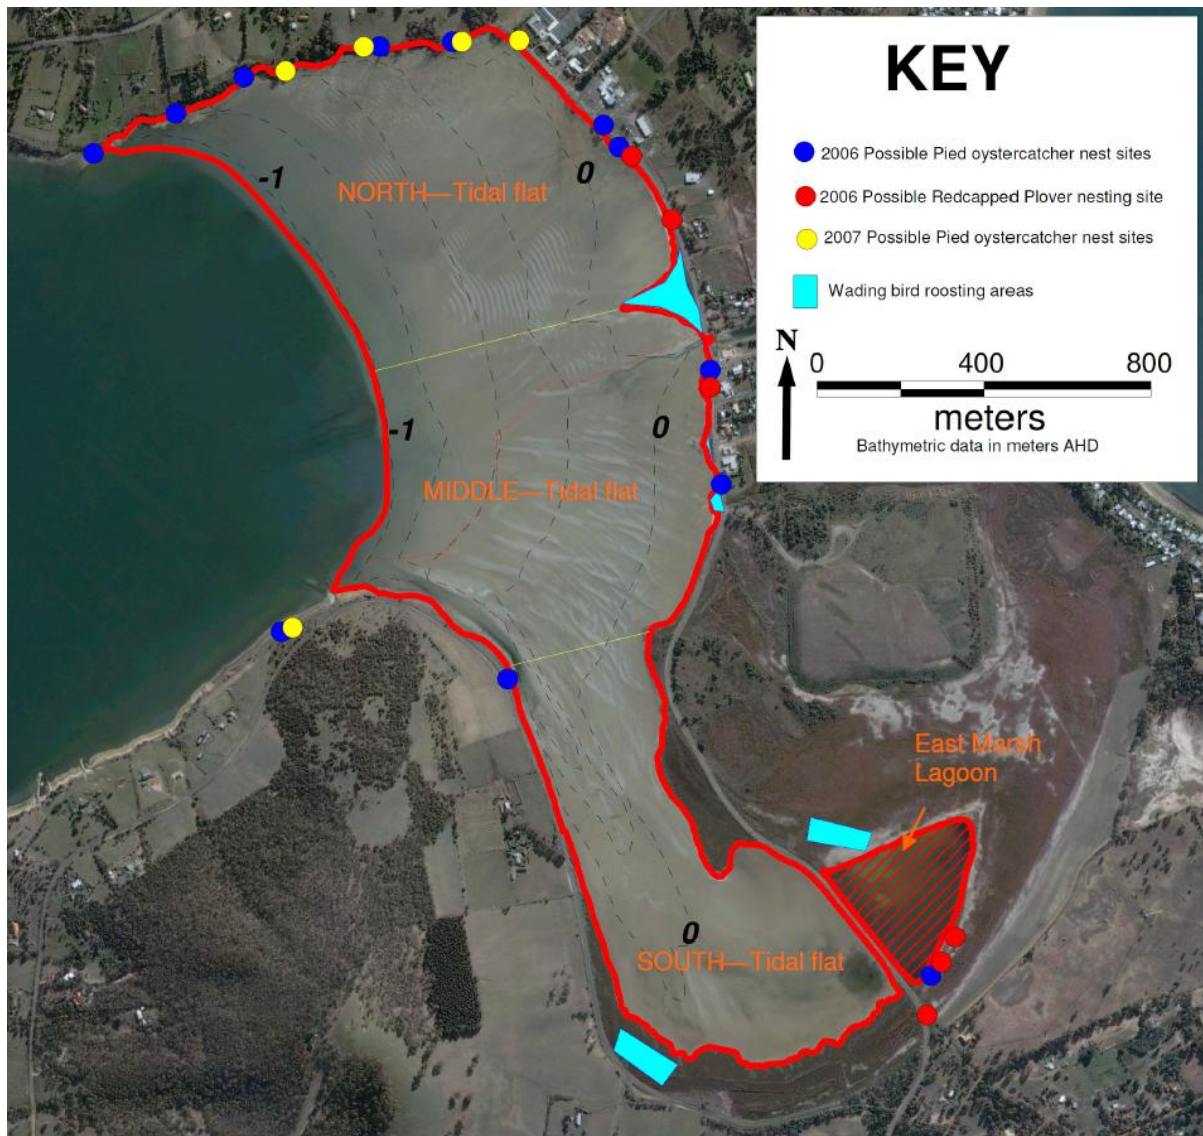 KEY
2006 Possible Pied oystercatcher nest sites
2006 Possible Redcapped Plover nesting site
2007 Possible Pied oystercatcher nest sites
Wading bird roosting areas
N
0 400 800
meters
Bathymetric data in meters AHD
-1
0
NORTH—Tidal flat
-1
0
MIDDLE—Tidal flat
East Marsh
Lagoon
0
SOUTH—Tidal flat